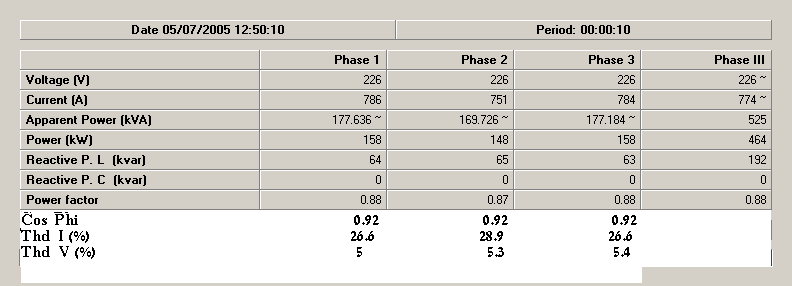 Date 05/07/2005 12:50:10 Period: 00:00:10
Phase 1 Phase 2 Phase 3 Phase III
Voltage (V) 226 226 226 226 ~
Current (A) 786 751 784 774 ~
Apparent Power (kVA) 177.636 ~ 169.726 ~ 177.184 ~ 525
Power (kW) 158 148 158 464
Reactive P. L (kvar) 64 65 63 192
Reactive P. C (kvar) 0 0 0 0
Power factor 0.88 0.87 0.88 0.88
Cos Phi 0.92 0.92 0.92
Thd I (%) 26.6 28.9 26.6
Thd V (%) 5 5.3 5.4